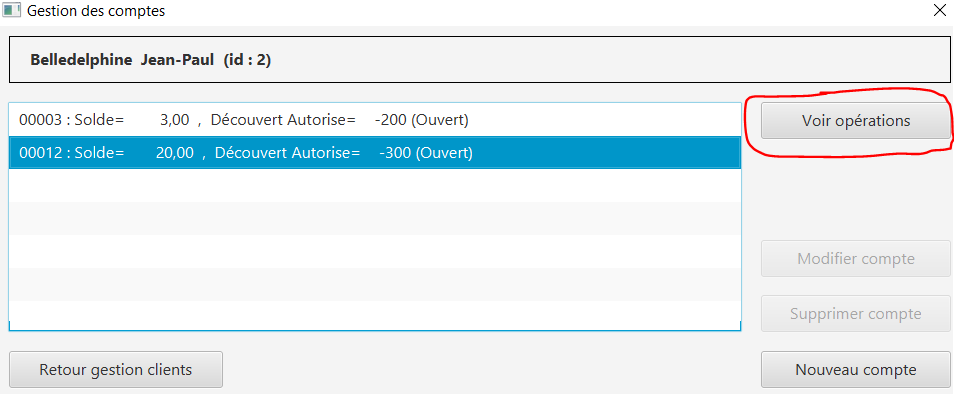 Gestion des comptes
Belledelphine Jean-Paul (id : 2)
00003 : Solde= 3,00 , Découvert Autorise= -200 (Ouvert)
00012 : Solde= 20,00 , Découvert Autorise= -300 (Ouvert)
Voir opérations
Modifier compte
Supprimer compte
Retour gestion clients
Nouveau compte